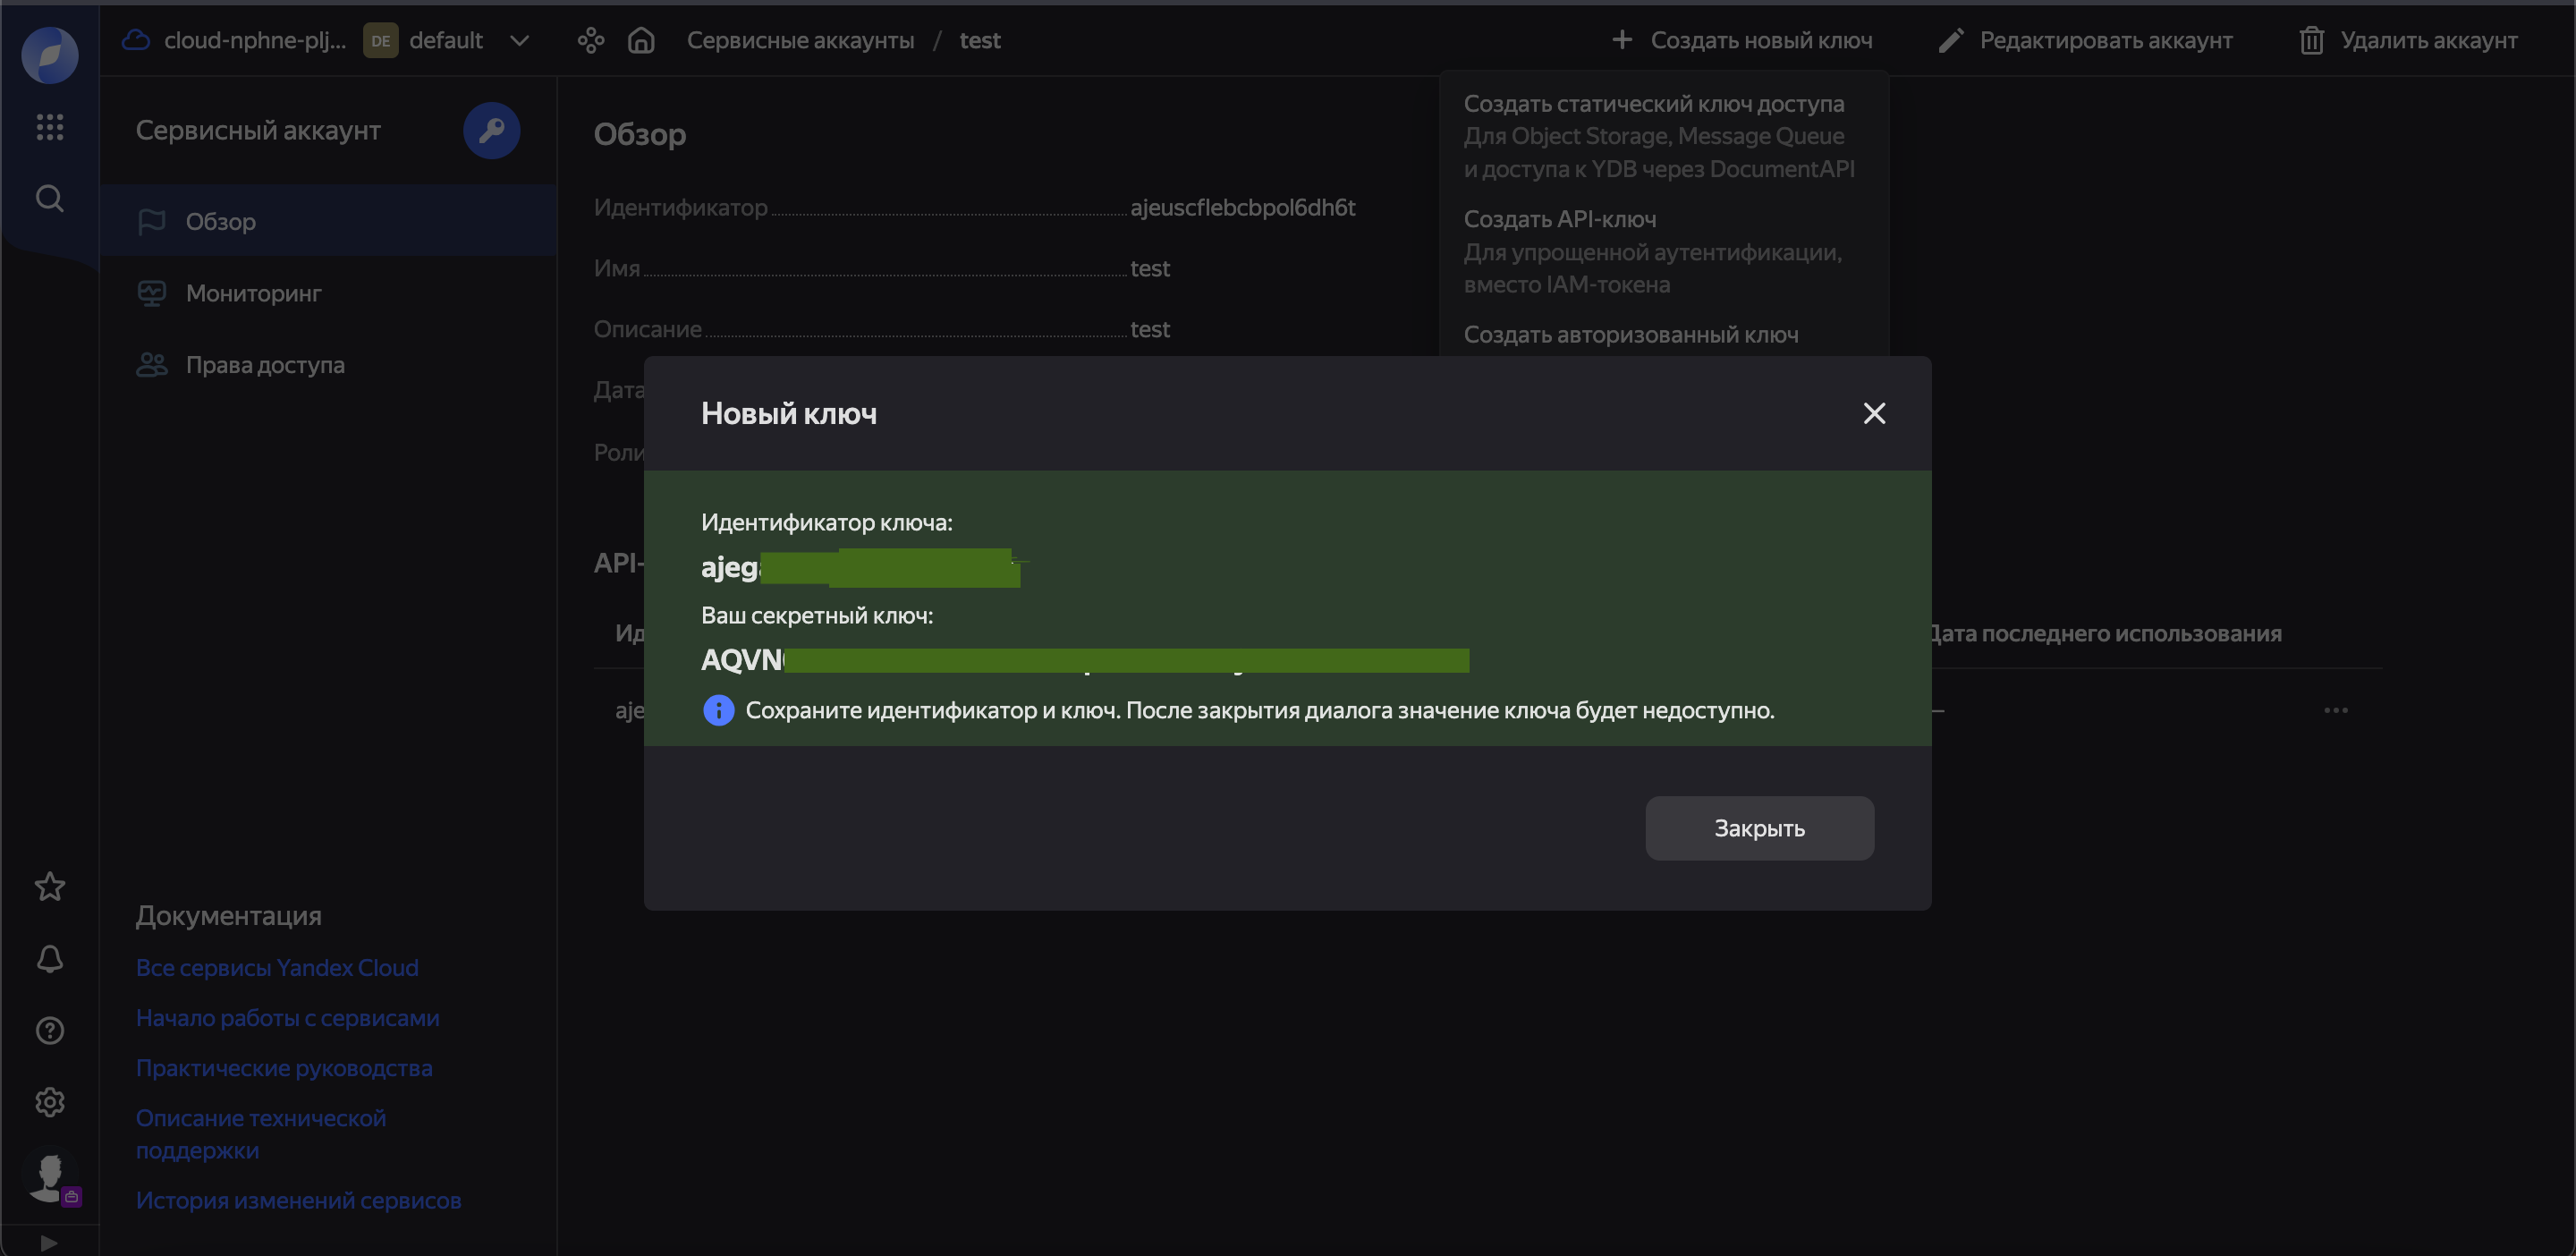 cloud-nphne-plj...
DE
default
Сервисные аккаунты / test
Создать новый ключ
Редактировать аккаунт
Удалить аккаунт
Сервисный аккаунт
Обзор
Мониторинг
Права доступа
Документация
Все сервисы Yandex Cloud
Начало работы с сервисами
Практические руководства
Описание технической
поддержки
История изменений сервисов
Обзор
Идентификатор ajeuscflebcbpol6dh6t
Имя test
Описание test
Дата
Роли
API-
Ид
Дата последнего использования
aje
—
Создать статический ключ доступа
Для Object Storage, Message Queue
и доступа к YDB через DocumentAPI
Создать API-ключ
Для упрощенной аутентификации,
вместо IAM-токена
Создать авторизованный ключ
Новый ключ
Идентификатор ключа:
ajeg
Ваш секретный ключ:
AQVN
Сохраните идентификатор и ключ. После закрытия диалога значение ключа будет недоступно.
Закрыть